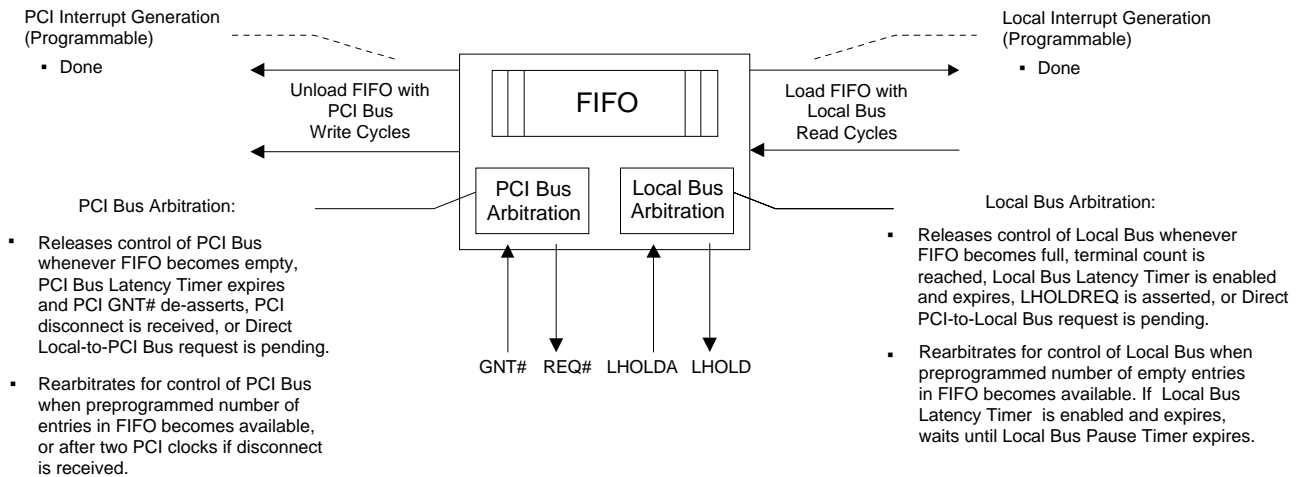 PCI Interrupt Generation
(Programmable)
▪ Done
Unload FIFO with
PCI Bus
Write Cycles
FIFO
Load FIFO with
Local Bus
Read Cycles
Local Interrupt Generation
(Programmable)
▪ Done
PCI Bus
Arbitration
Local Bus
Arbitration
GNT# REQ# LHOLDA LHOLD
PCI Bus Arbitration:
▪ Releases control of PCI Bus
whenever FIFO becomes empty,
PCI Bus Latency Timer expires
and PCI GNT# de-asserts, PCI
disconnect is received, or Direct
Local-to-PCI Bus request is pending.
▪ Rearbitrates for control of PCI Bus
when preprogrammed number of
entries in FIFO becomes available,
or after two PCI clocks if disconnect
is received.
Local Bus Arbitration:
▪ Releases control of Local Bus whenever
FIFO becomes full, terminal count is
reached, Local Bus Latency Timer is enabled
and expires, LHOLDREQ is asserted, or Direct
PCI-to-Local Bus request is pending.
▪ Rearbitrates for control of Local Bus when
preprogrammed number of empty entries
in FIFO becomes available. If Local Bus
Latency Timer is enabled and expires,
waits until Local Bus Pause Timer expires.